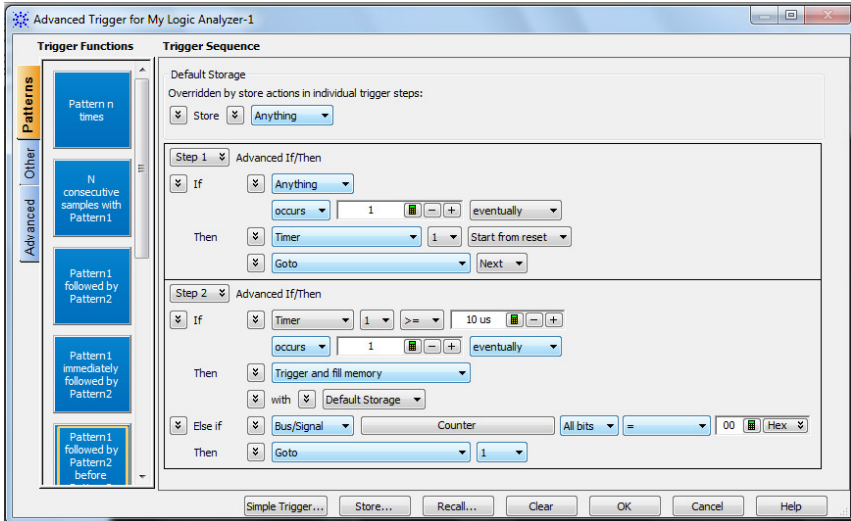 Advanced Trigger for My Logic Analyzer-1
Trigger Functions
Trigger Sequence
Patterns
Other
Advanced
Pattern n
times
N
consecutive
samples with
Pattern1
Pattern1
followed by
Pattern2
Pattern1
immediately
followed by
Pattern2
Pattern1
followed by
Pattern2
before
Default Storage
Overridden by store actions in individual trigger steps:
Store Anything
Step 1 Advanced If/Then
If Anything
occurs 1 eventually
Then Timer 1 Start from reset
Goto Next
Step 2 Advanced If/Then
If Timer 1 >= 10 us
occurs 1 eventually
Then Trigger and fill memory
with Default Storage
Else if Bus/Signal Counter All bits = 00 Hex
Then Goto 1
Simple Trigger... Store... Recall... Clear OK Cancel Help